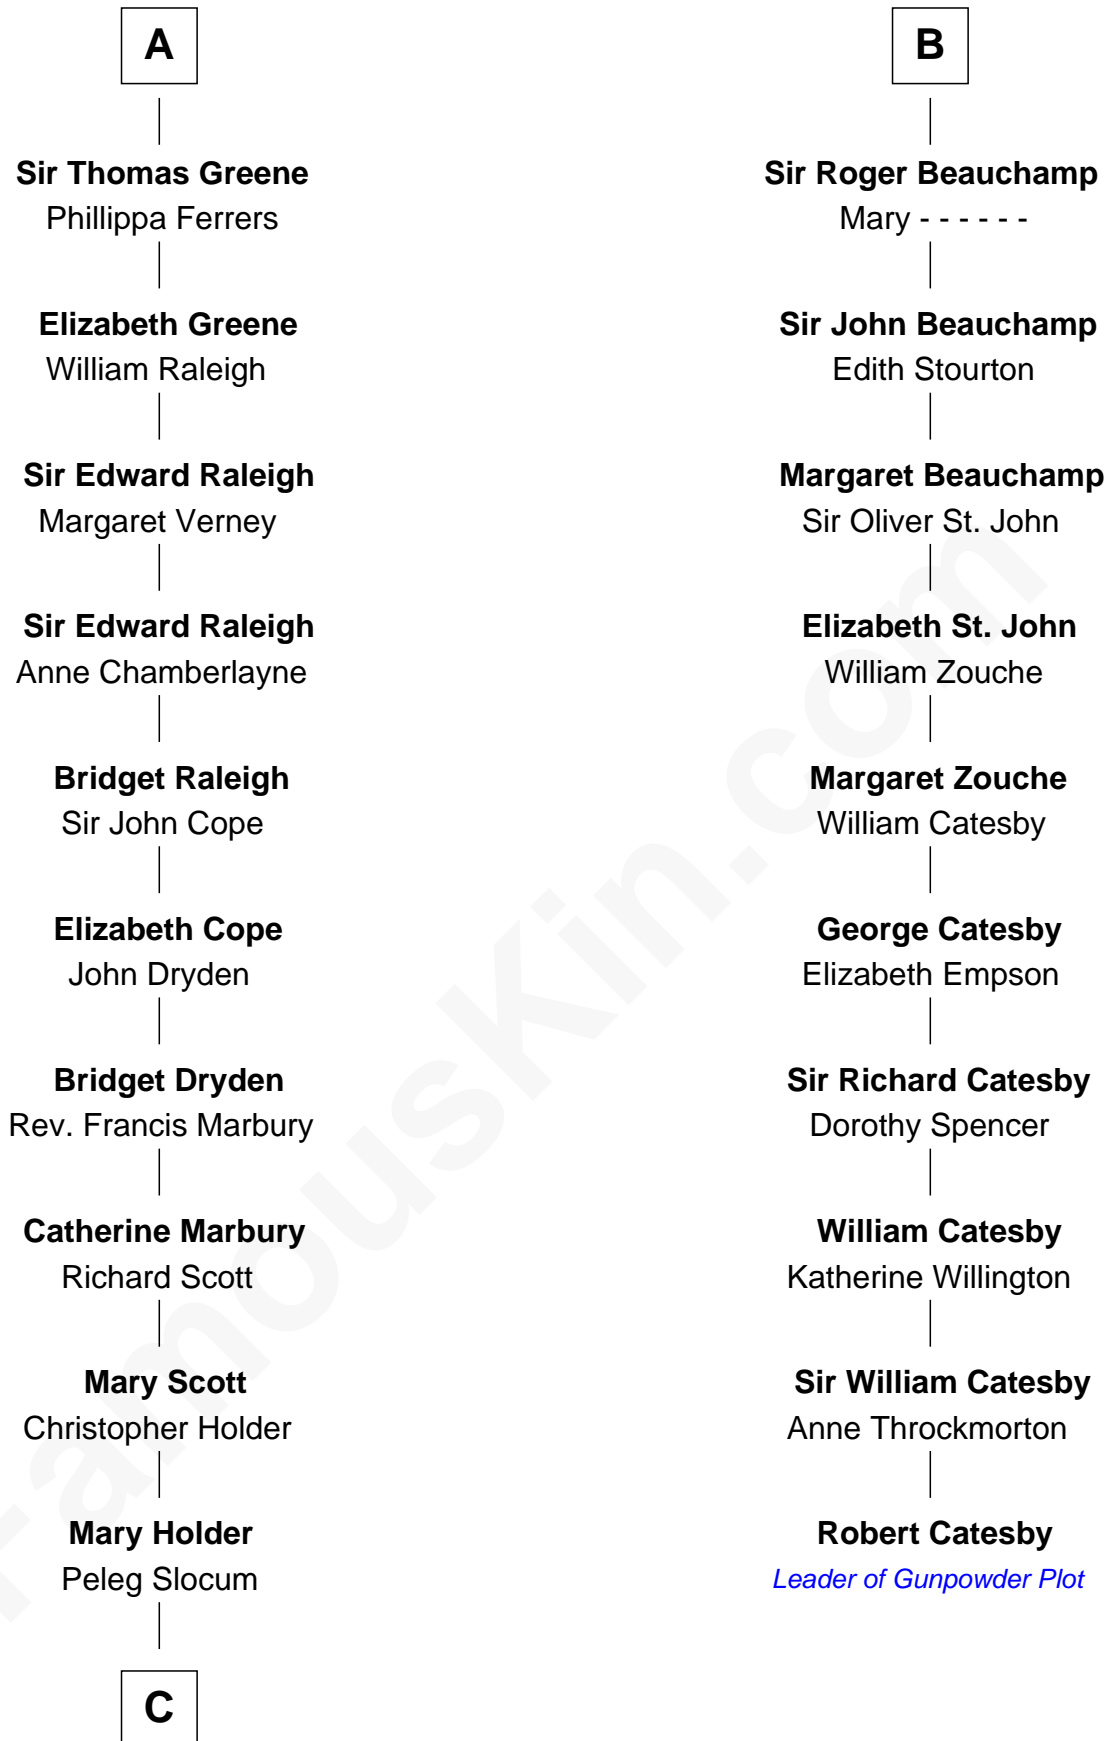 A
Sir Thomas Greene
Phillippa Ferrers
Elizabeth Greene
William Raleigh
Sir Edward Raleigh
Margaret Verney
Sir Edward Raleigh
Anne Chamberlayne
Bridget Raleigh
Sir John Cope
Elizabeth Cope
John Dryden
Bridget Dryden
Rev. Francis Marbury
Catherine Marbury
Richard Scott
Mary Scott
Christopher Holder
Mary Holder
Peleg Slocum
C
B
Sir Roger Beauchamp
Mary - - - - - -
Sir John Beauchamp
Edith Stourton
Margaret Beauchamp
Sir Oliver St. John
Elizabeth St. John
William Zouche
Margaret Zouche
William Catesby
George Catesby
Elizabeth Empson
Sir Richard Catesby
Dorothy Spencer
William Catesby
Katherine Willington
Sir William Catesby
Anne Throckmorton
Robert Catesby
Leader of Gunpowder Plot
FamousKin.com